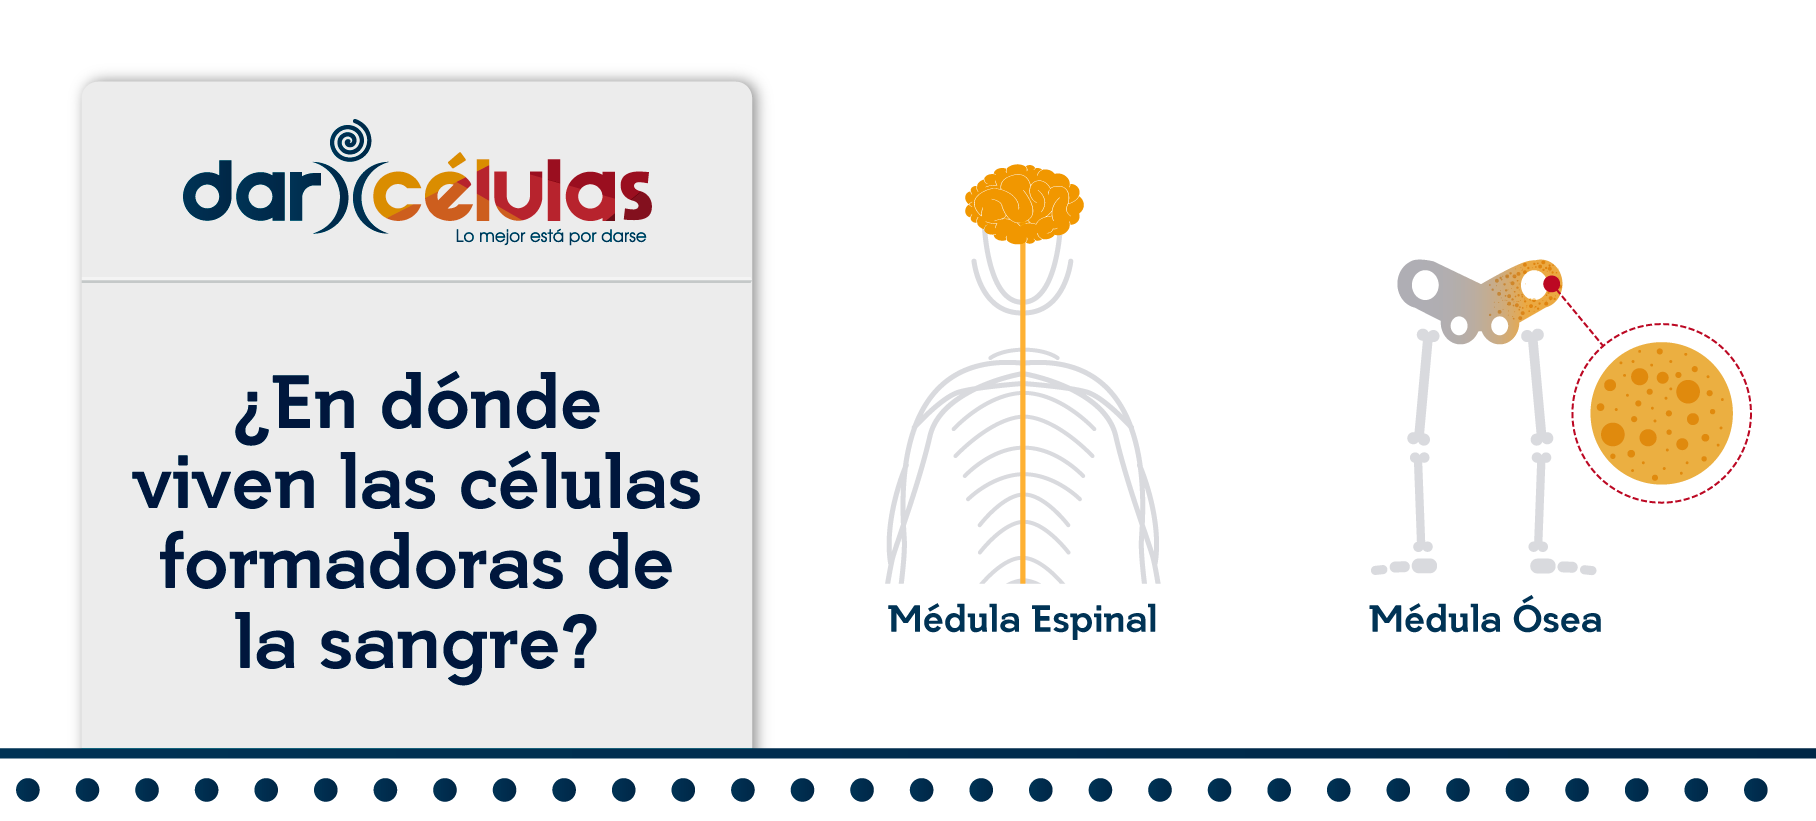 dar células
Lo mejor está por darse
¿En dónde
viven las células
formadoras de
la sangre?
Médula Espinal
Médula Ósea